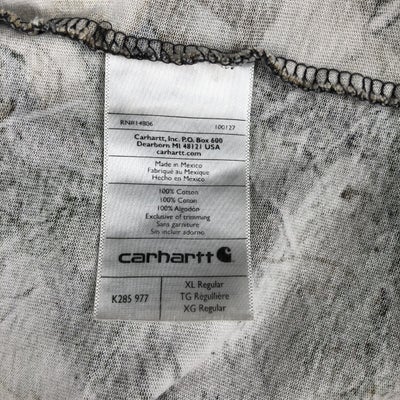 RN#14806 100127
Carhartt, Inc. P.O. Box 600
Dearborn MI 48121 USA
carhartt.com
Made in Mexico
Fabriqué au Mexique
Hecho en Mexico
100% Cotton
100% Coton
100% Algodón
Exclusive of trimming
Sans garniture
Sin incluir adorno
carhartt
K285 977
XL Regular
TG Régulière
XG Regular